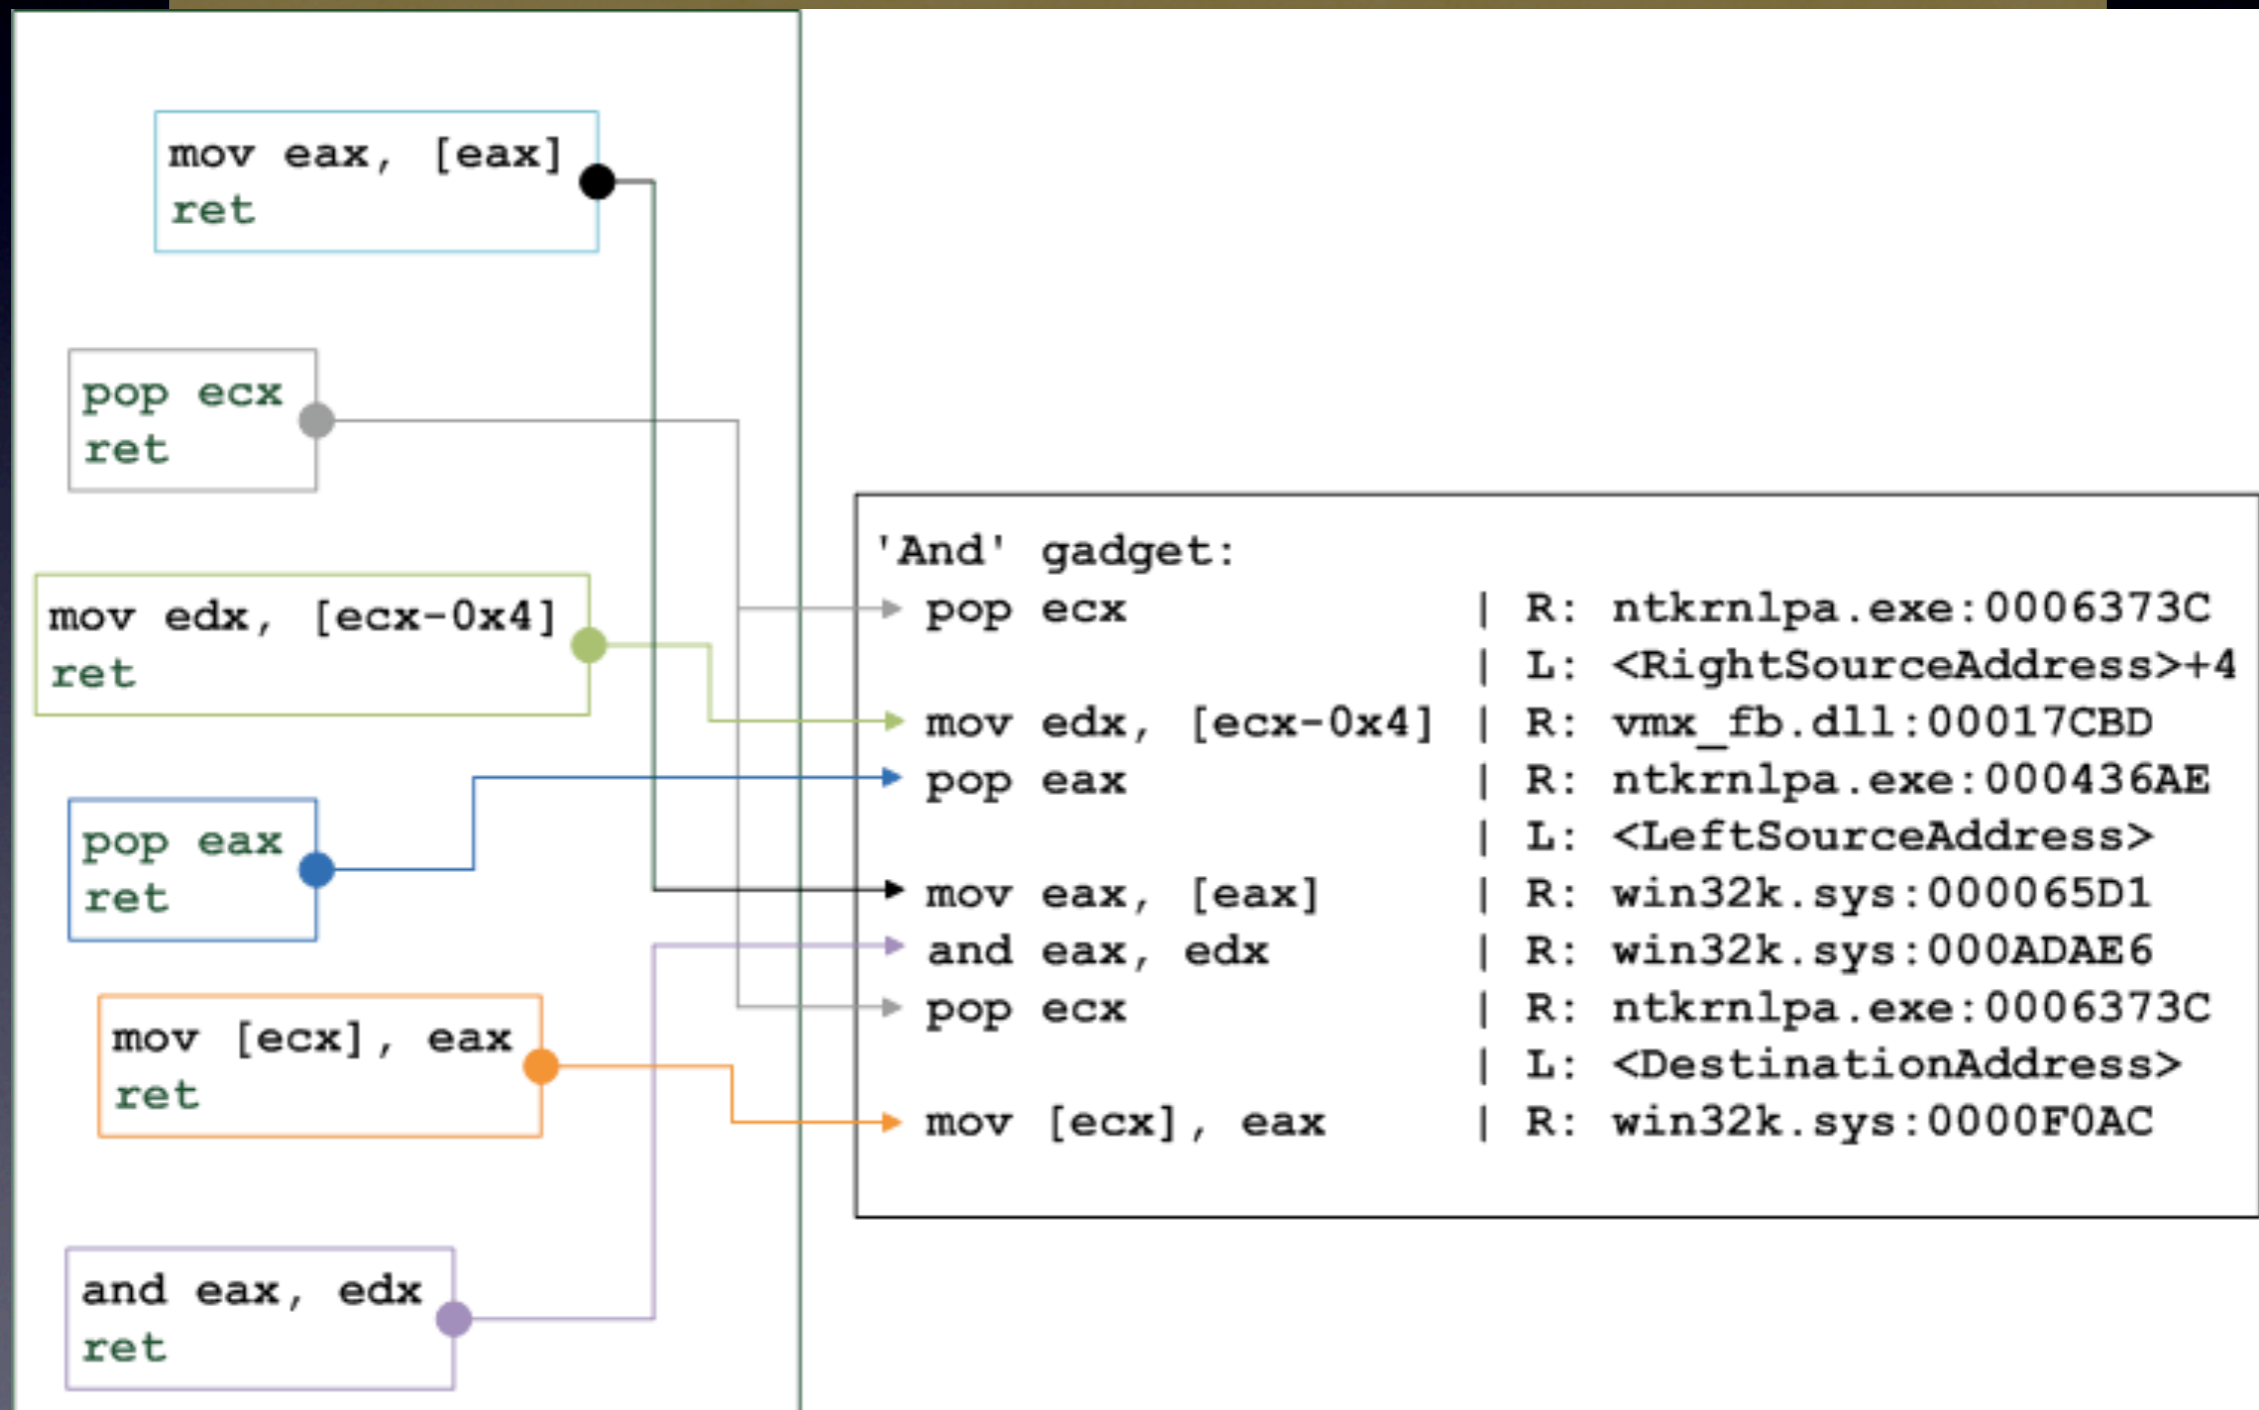 mov eax, [eax]
ret
pop ecx
ret
mov edx, [ecx-0x4]
ret
pop eax
ret
mov [ecx], eax
ret
and eax, edx
ret
'And' gadget:
pop ecx | R: ntkrnlpa.exe:0006373C
| L: <RightSourceAddress>+4
mov edx, [ecx-0x4] | R: vmx_fb.dll:00017CBD
pop eax | R: ntkrnlpa.exe:000436AE
| L: <LeftSourceAddress>
mov eax, [eax] | R: win32k.sys:000065D1
and eax, edx | R: win32k.sys:000ADAE6
pop ecx | R: ntkrnlpa.exe:0006373C
| L: <DestinationAddress>
mov [ecx], eax | R: win32k.sys:0000F0AC